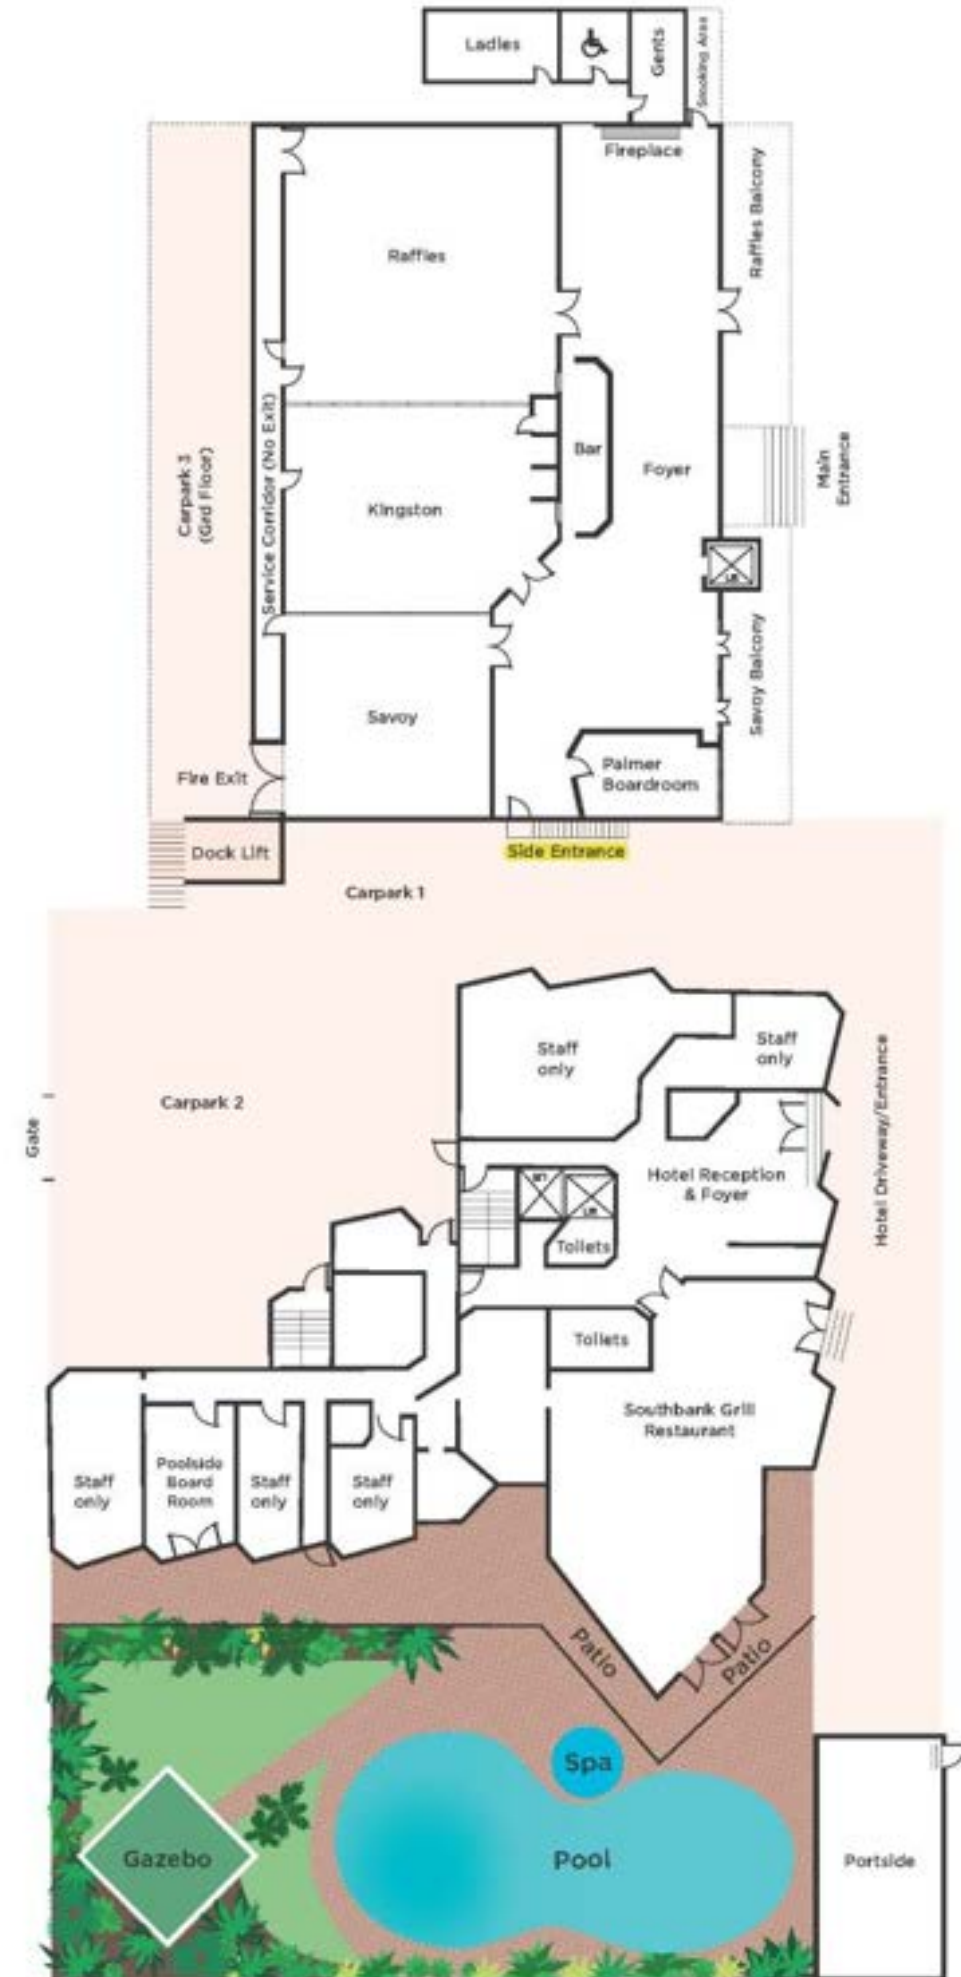 Ladies
Gents
Smoking Area
Fireplace
Raffles Balcony
Raffles
Carpark 3
(Grd Floor)
Service Corridor (No Exit)
Bar
Foyer
Main
Entrance
Kingston
Lift
Savoy Balcony
Savoy
Palmer
Boardroom
Fire Exit
Dock Lift
Side Entrance
Carpark 1
Staff
only
Staff
only
Carpark 2
Gate
Hotel Driveway/Entrance
Hotel Reception
& Foyer
Lift
Lift
Toilets
Toilets
Southbank Grill
Restaurant
Staff
only
Poolside
Board
Room
Staff
only
Staff
only
Patio
Patio
Spa
Gazebo
Pool
Portside